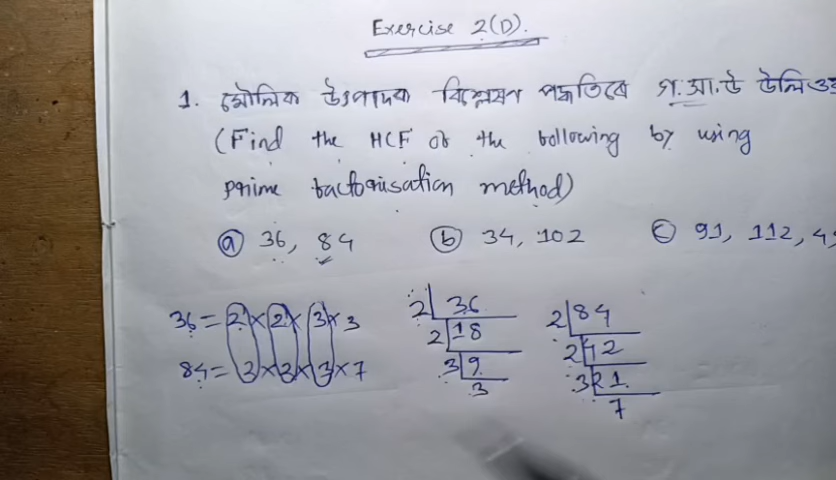 Exercise 2(D).
1. মৌলিক উৎপাদক বিশ্লেষণ পদ্ধতিৰে গ.সা.উ
(Find the HCF of the following by using
prime factorisation method)
(a) 36, 84 (b) 34, 102 (c) 91, 112,
36 = 2 × 2 × 3 × 3
84 = 2 × 2 × 3 × 7
2 36 2 84
2 18 2 42
3 9 3 21
3 7